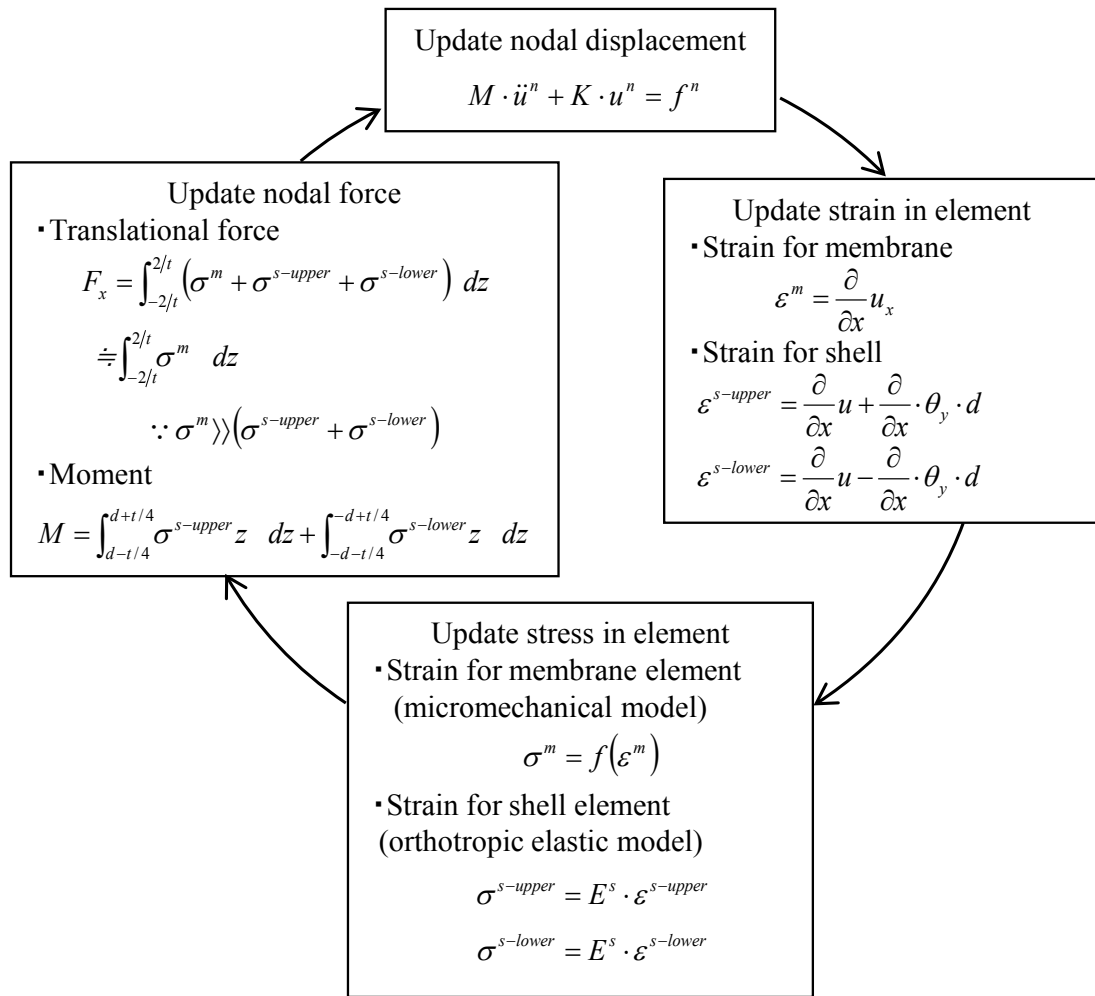 Update nodal displacement
M · üⁿ + K · uⁿ = fⁿ
Update nodal force
・Translational force
F_x = ∫_{-2/t}^{2/t} (σ^m + σ^{s-upper} + σ^{s-lower}) dz
≒ ∫_{-2/t}^{2/t} σ^m dz
∵ σ^m ⟩⟩ (σ^{s-upper} + σ^{s-lower})
・Moment
M = ∫_{d-t/4}^{d+t/4} σ^{s-upper} z dz + ∫_{-d-t/4}^{-d+t/4} σ^{s-lower} z dz
Update strain in element
・Strain for membrane
ε^m = ∂/∂x u_x
・Strain for shell
ε^{s-upper} = ∂/∂x u + ∂/∂x · θ_y · d
ε^{s-lower} = ∂/∂x u − ∂/∂x · θ_y · d
Update stress in element
・Strain for membrane element
(micromechanical model)
σ^m = f(ε^m)
・Strain for shell element
(orthotropic elastic model)
σ^{s-upper} = E^s · ε^{s-upper}
σ^{s-lower} = E^s · ε^{s-lower}